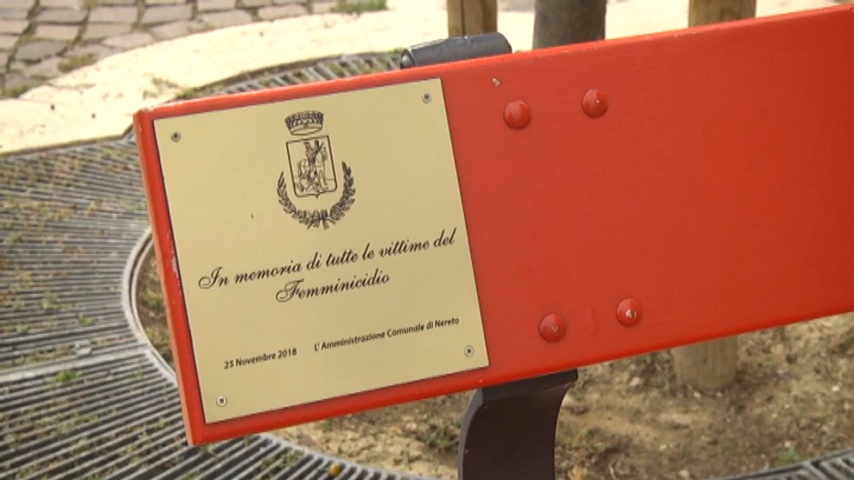 In memoria di tutte le vittime del
Femminicidio
25 Novembre 2018 L'Amministrazione Comunale di Nereto